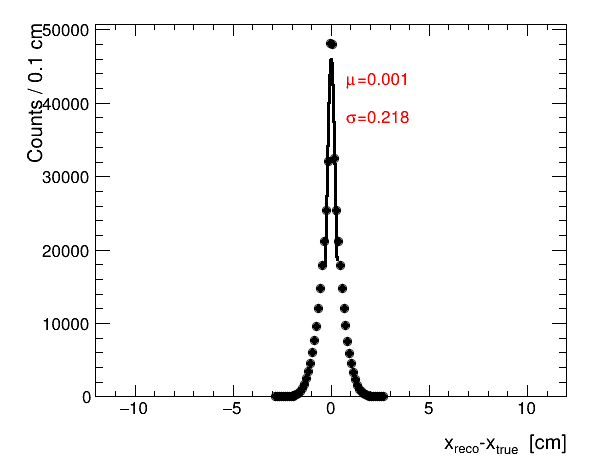 Counts / 0.1 cm
50000
40000
30000
20000
10000
0
μ=0.001
σ=0.218
−10 −5 0 5 10
x_reco-x_true [cm]